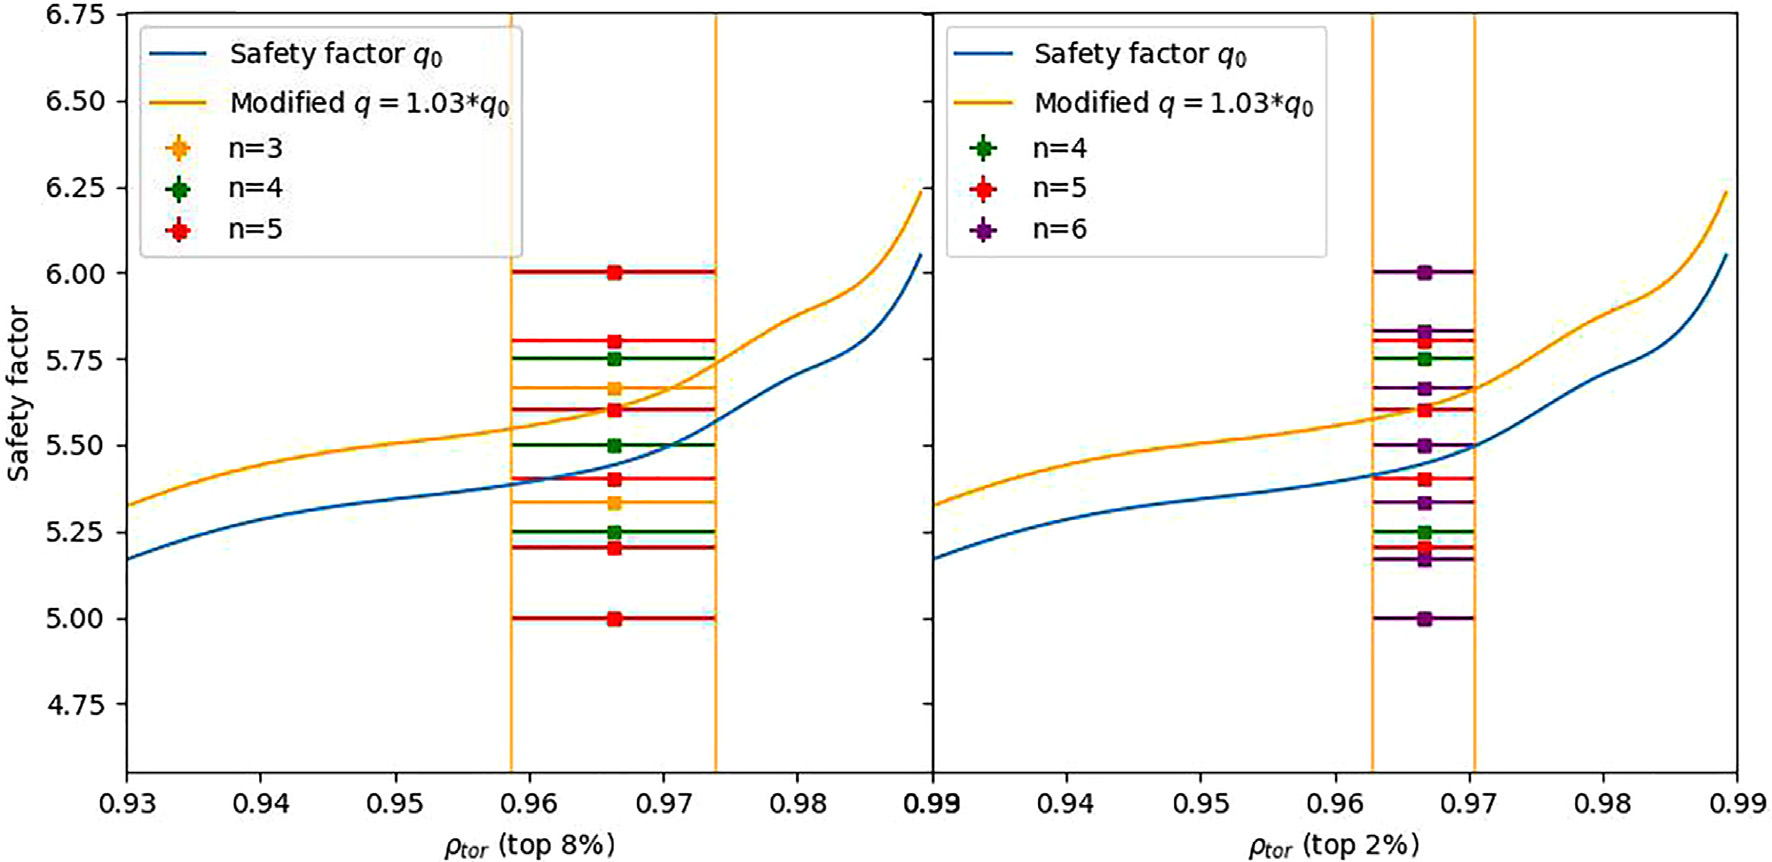 Safety factor
6.75
6.50
6.25
6.00
5.75
5.50
5.25
5.00
4.75
Safety factor q0
Modified q = 1.03*q0
n=3
n=4
n=5
0.93
0.94
0.95
0.96
0.97
0.98
0.99
ρtor (top 8%)
Safety factor q0
Modified q = 1.03*q0
n=4
n=5
n=6
0.94
0.95
0.96
0.97
0.98
0.99
ρtor (top 2%)